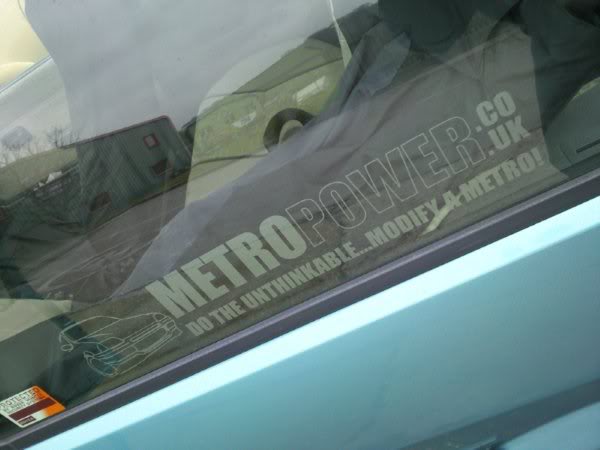 METROPOWER.CO
.UK
DO THE UNTHINKABLE...MODIFY A METRO!